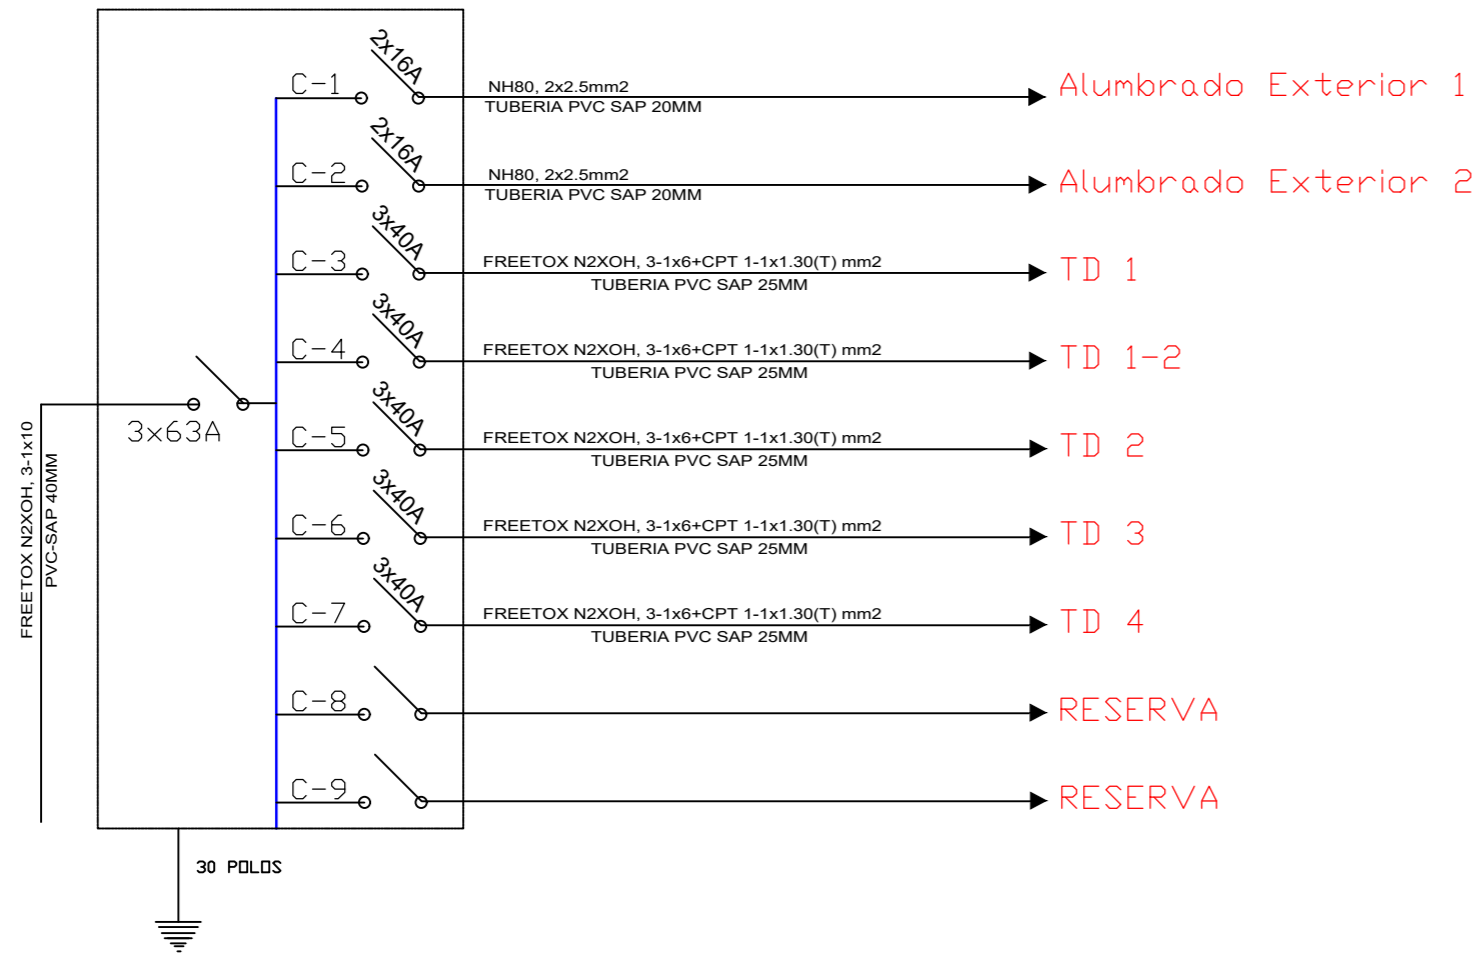 C-1
2x16A
NH80, 2x2.5mm2
TUBERIA PVC SAP 20MM
Alumbrado Exterior 1
C-2
2x16A
NH80, 2x2.5mm2
TUBERIA PVC SAP 20MM
Alumbrado Exterior 2
C-3
3x40A
FREETOX N2XOH, 3-1x6+CPT 1-1x1.30(T) mm2
TUBERIA PVC SAP 25MM
TD 1
C-4
3x40A
FREETOX N2XOH, 3-1x6+CPT 1-1x1.30(T) mm2
TUBERIA PVC SAP 25MM
TD 1-2
3x63A
FREETOX N2XOH, 3-1x10
PVC-SAP 40MM
C-5
3x40A
FREETOX N2XOH, 3-1x6+CPT 1-1x1.30(T) mm2
TUBERIA PVC SAP 25MM
TD 2
C-6
3x40A
FREETOX N2XOH, 3-1x6+CPT 1-1x1.30(T) mm2
TUBERIA PVC SAP 25MM
TD 3
C-7
3x40A
FREETOX N2XOH, 3-1x6+CPT 1-1x1.30(T) mm2
TUBERIA PVC SAP 25MM
TD 4
C-8
RESERVA
C-9
RESERVA
30 POLOS